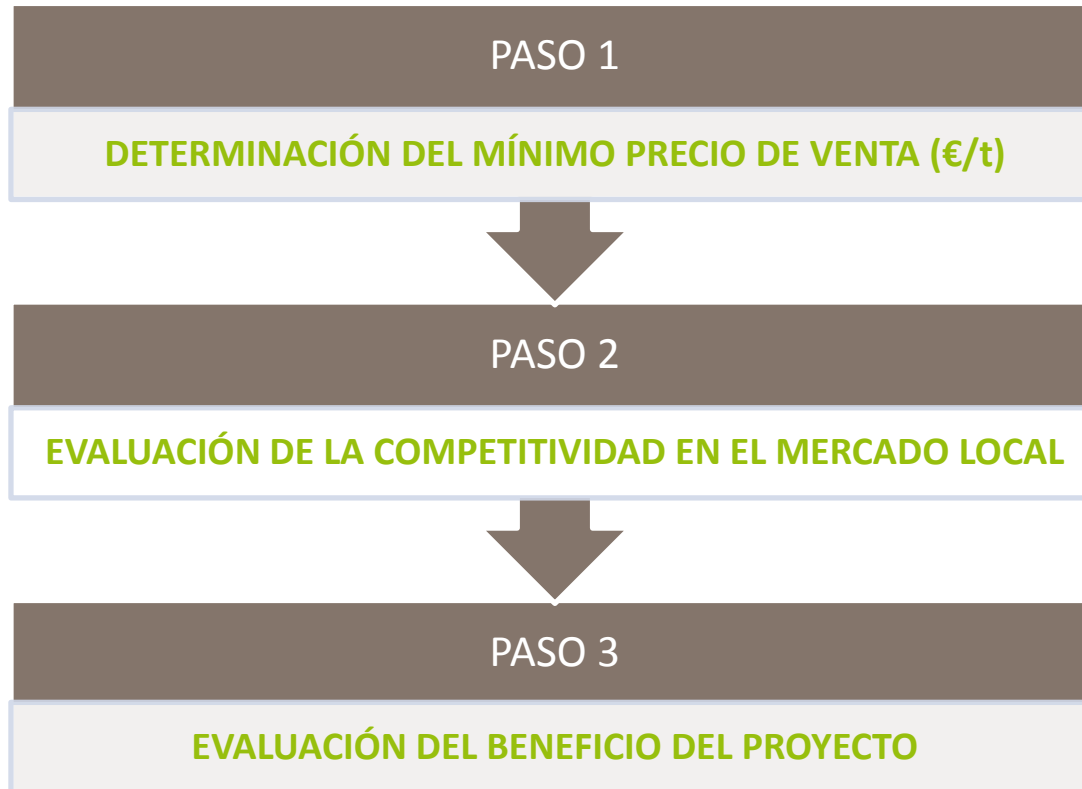 PASO 1
DETERMINACIÓN DEL MÍNIMO PRECIO DE VENTA (€/t)
PASO 2
EVALUACIÓN DE LA COMPETITIVIDAD EN EL MERCADO LOCAL
PASO 3
EVALUACIÓN DEL BENEFICIO DEL PROYECTO